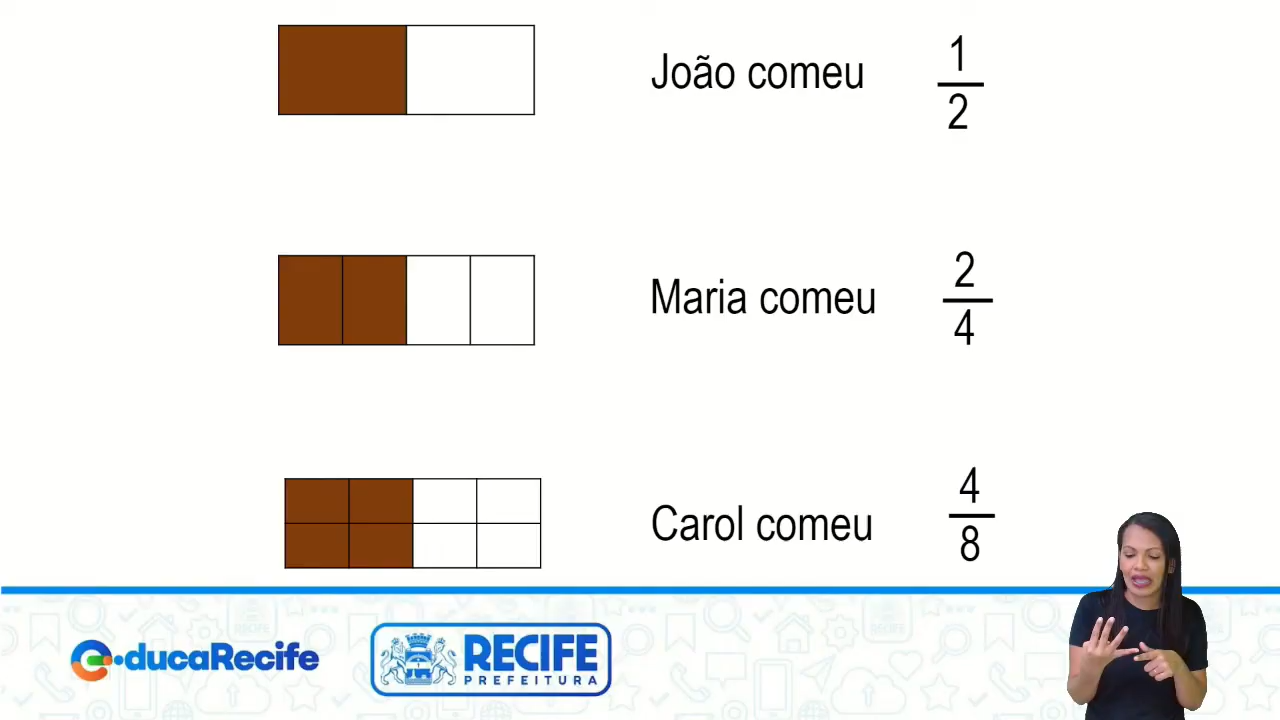 João comeu 1/2
Maria comeu 2/4
Carol comeu 4/8
educaRecife
RECIFE
PREFEITURA